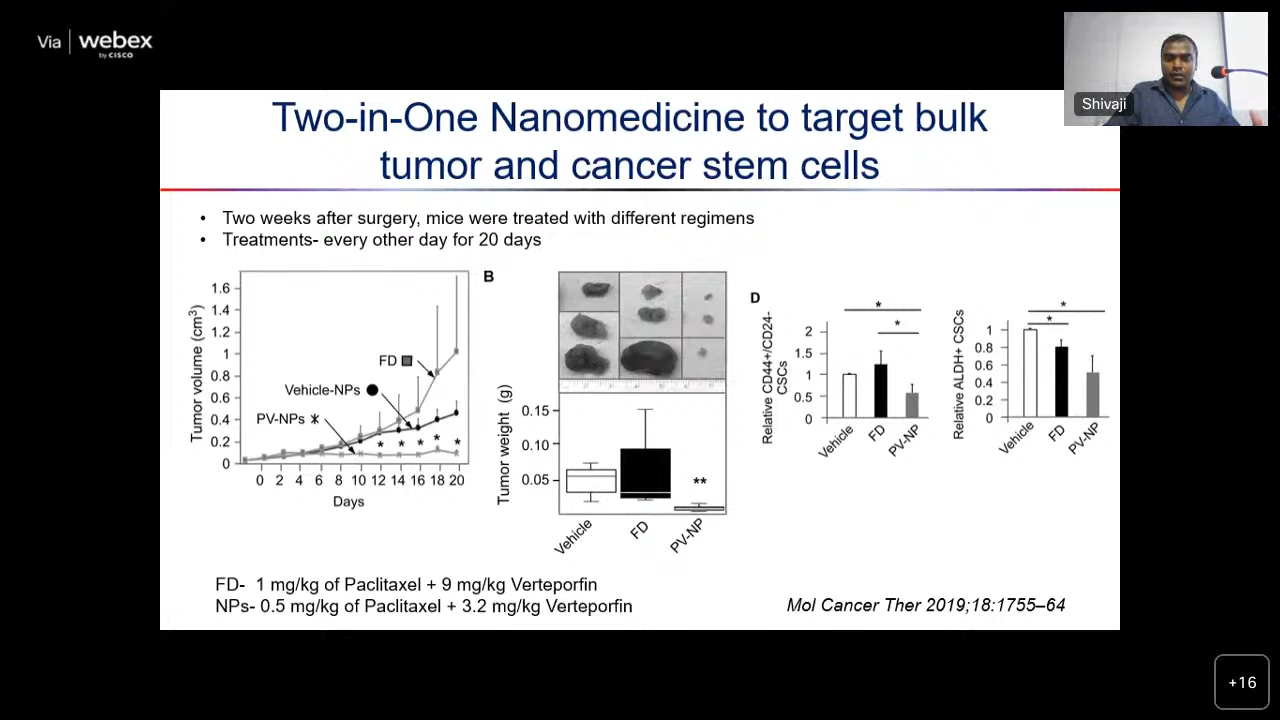 Via webex
by CISCO
Shivaji
Two-in-One Nanomedicine to target bulk
tumor and cancer stem cells
• Two weeks after surgery, mice were treated with different regimens
• Treatments- every other day for 20 days
Tumor volume (cm³)
1.6
1.4
1.2
1
0.8
0.6
0.4
0.2
0
FD
Vehicle-NPs
PV-NPs
* * * * *
0 2 4 6 8 10 12 14 16 18 20
Days
B
Tumor weight (g)
0.15
0.10
0.05
**
Vehicle
FD
PV-NP
D
Relative CD44+/CD24-
CSCs
2
1.5
1
0.5
0
*
*
Vehicle
FD
PV-NP
Relative ALDH+ CSCs
1
0.8
0.6
0.4
0.2
0
*
*
Vehicle
FD
PV-NP
FD- 1 mg/kg of Paclitaxel + 9 mg/kg Verteporfin
NPs- 0.5 mg/kg of Paclitaxel + 3.2 mg/kg Verteporfin
Mol Cancer Ther 2019;18:1755–64
+16